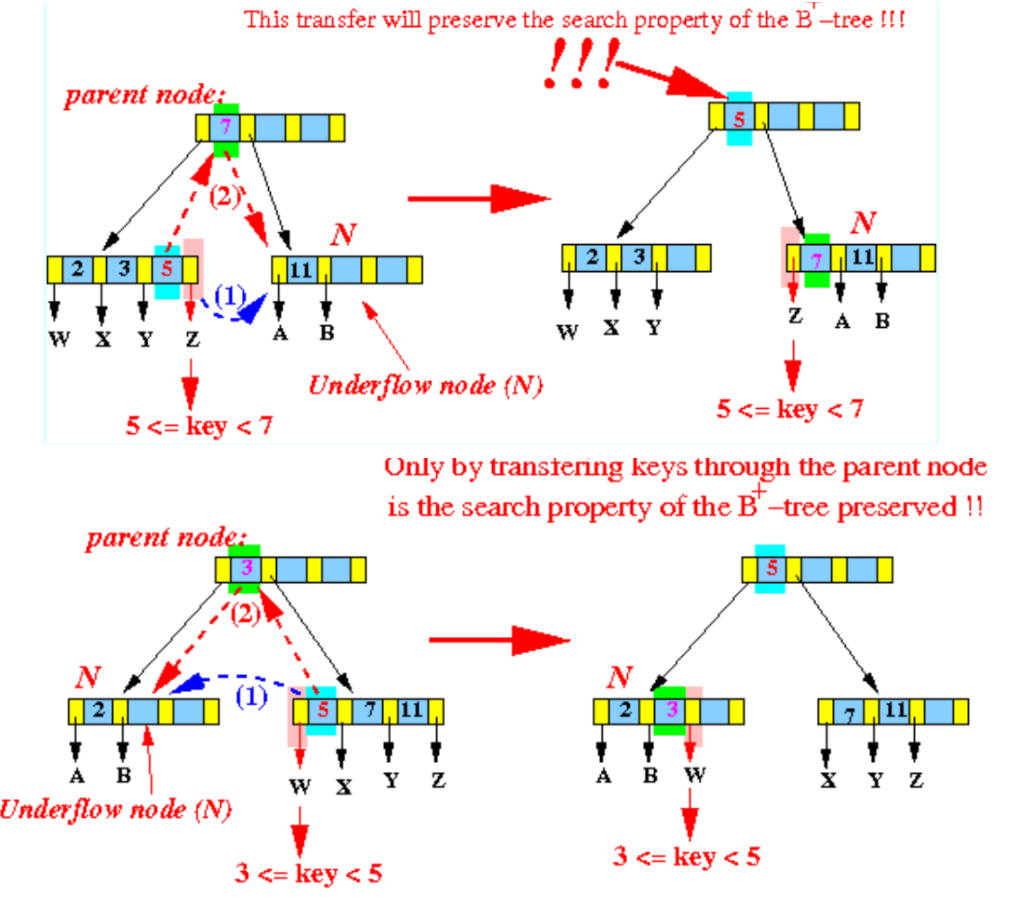 This transfer will preserve the search property of the B+–tree !!!
!!!
parent node:
7
5
(2)
N
N
2 3 5
11
2 3
7 11
(1)
W X Y Z
A B
W X Y
Z A B
Underflow node (N)
5 <= key < 7
5 <= key < 7
Only by transfering keys through the parent node
is the search property of the B+–tree preserved !!
parent node:
3
5
(2)
N
N
(1)
2
5 7 11
2 3
7 11
A B
W X Y Z
A B W
X Y Z
Underflow node (N)
3 <= key < 5
3 <= key < 5